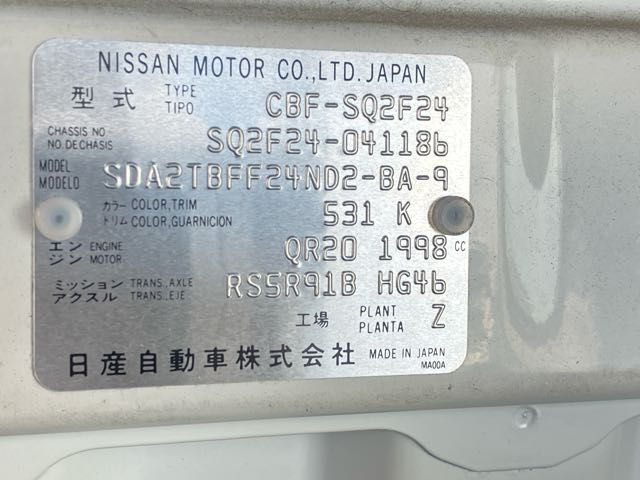 NISSAN MOTOR CO.,LTD. JAPAN
型式 TYPE TIPO CBF-SQ2F24
CHASSIS NO NO DE CHASIS SQ2F24-041186
MODEL MODELO SDA2TBFF24ND2-BA-9
カラー COLOR,TRIM トリム COLOR,GUARNICION 531 K
エンジン ENGINE MOTOR QR20 1998 CC
ミッション TRANS.,AXLE アクスル TRANS.,EJE RS5R91B HG46
工場 PLANT PLANTA Z
日産自動車株式会社 MADE IN JAPAN
MA00A